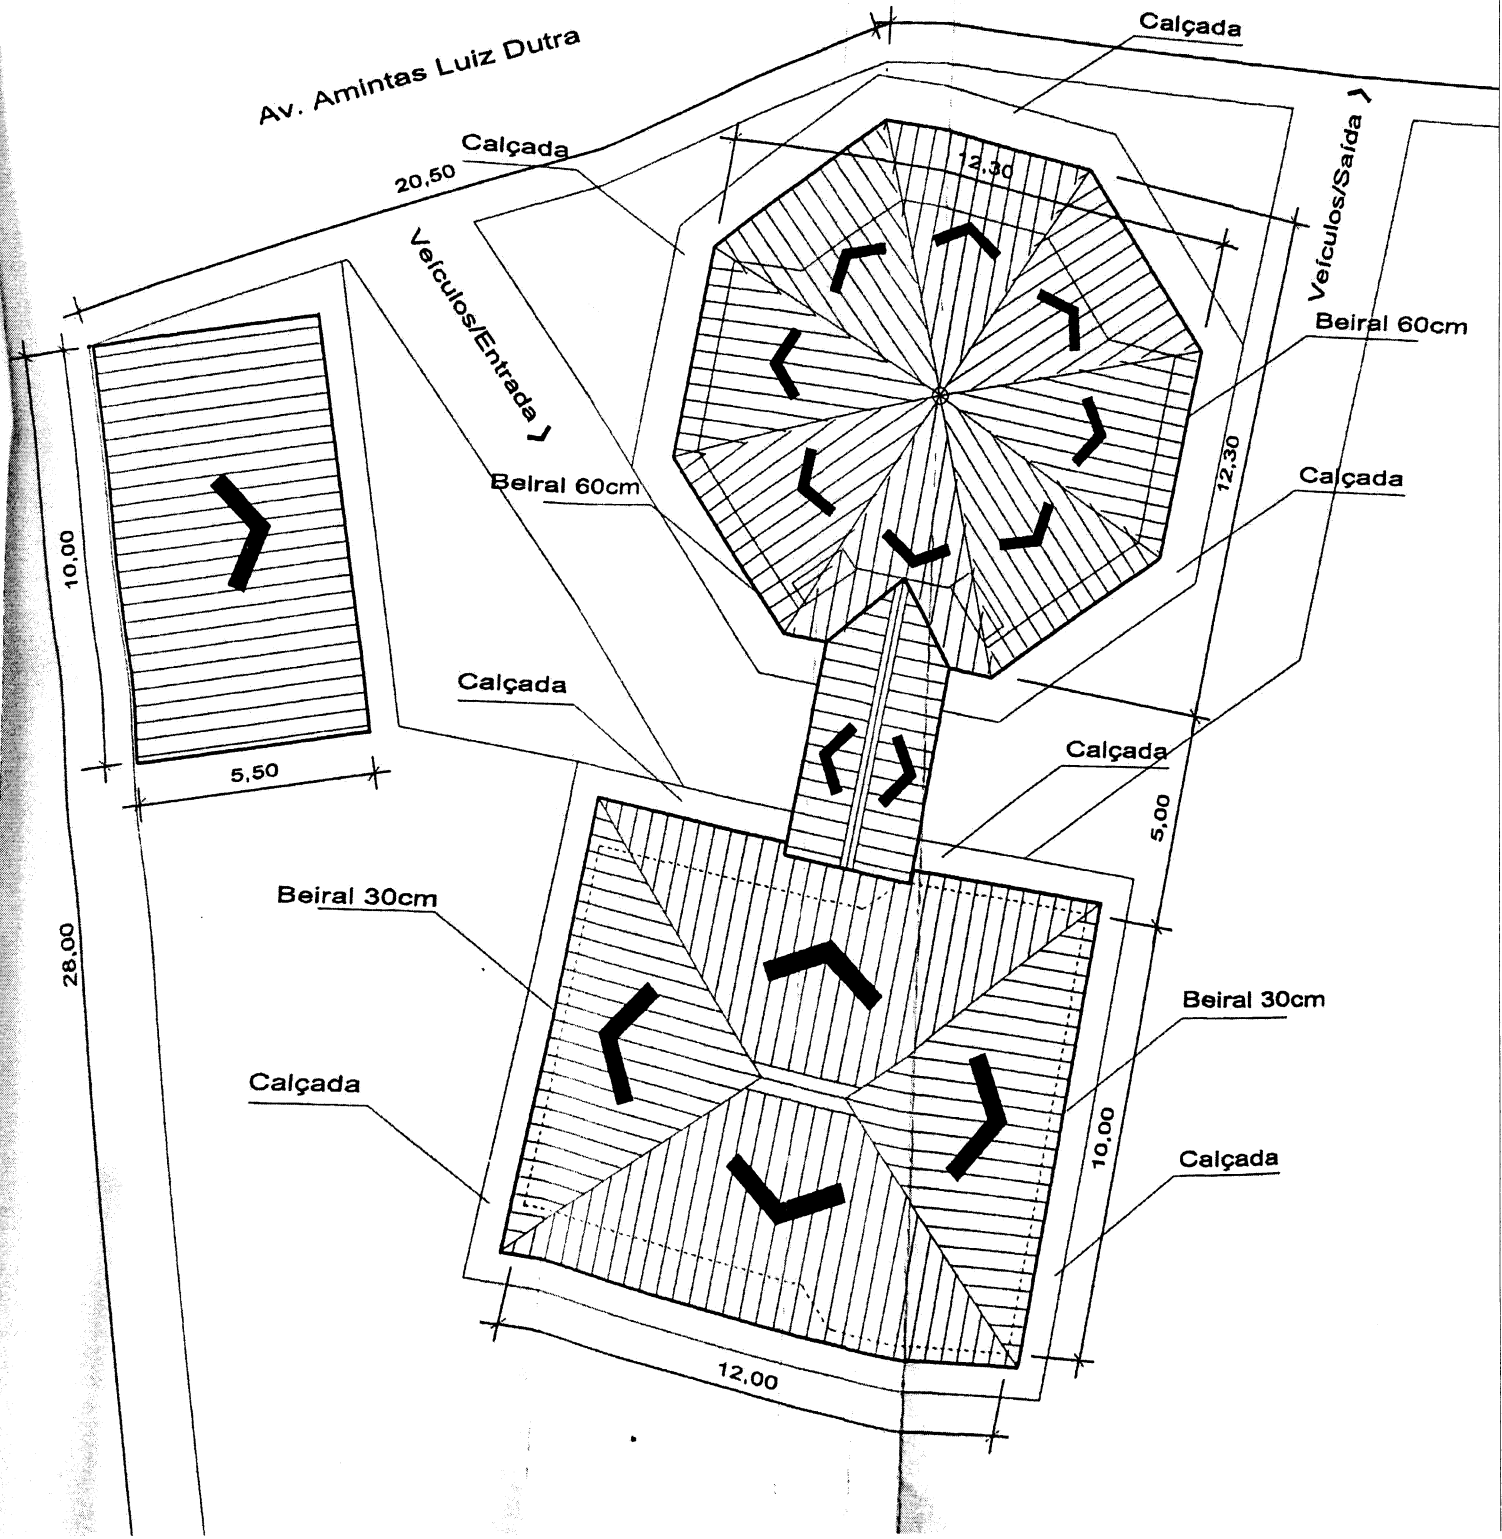 Av. Amintas Luiz Dutra
Calçada
Calçada
20,50
12,30
Veículos/Entrada
Veículos/Saída
Beiral 60cm
12,30
Calçada
Beiral 60cm
10,00
Calçada
5,50
Calçada
5,00
Beiral 30cm
28,00
Beiral 30cm
Calçada
10,00
Calçada
12,00